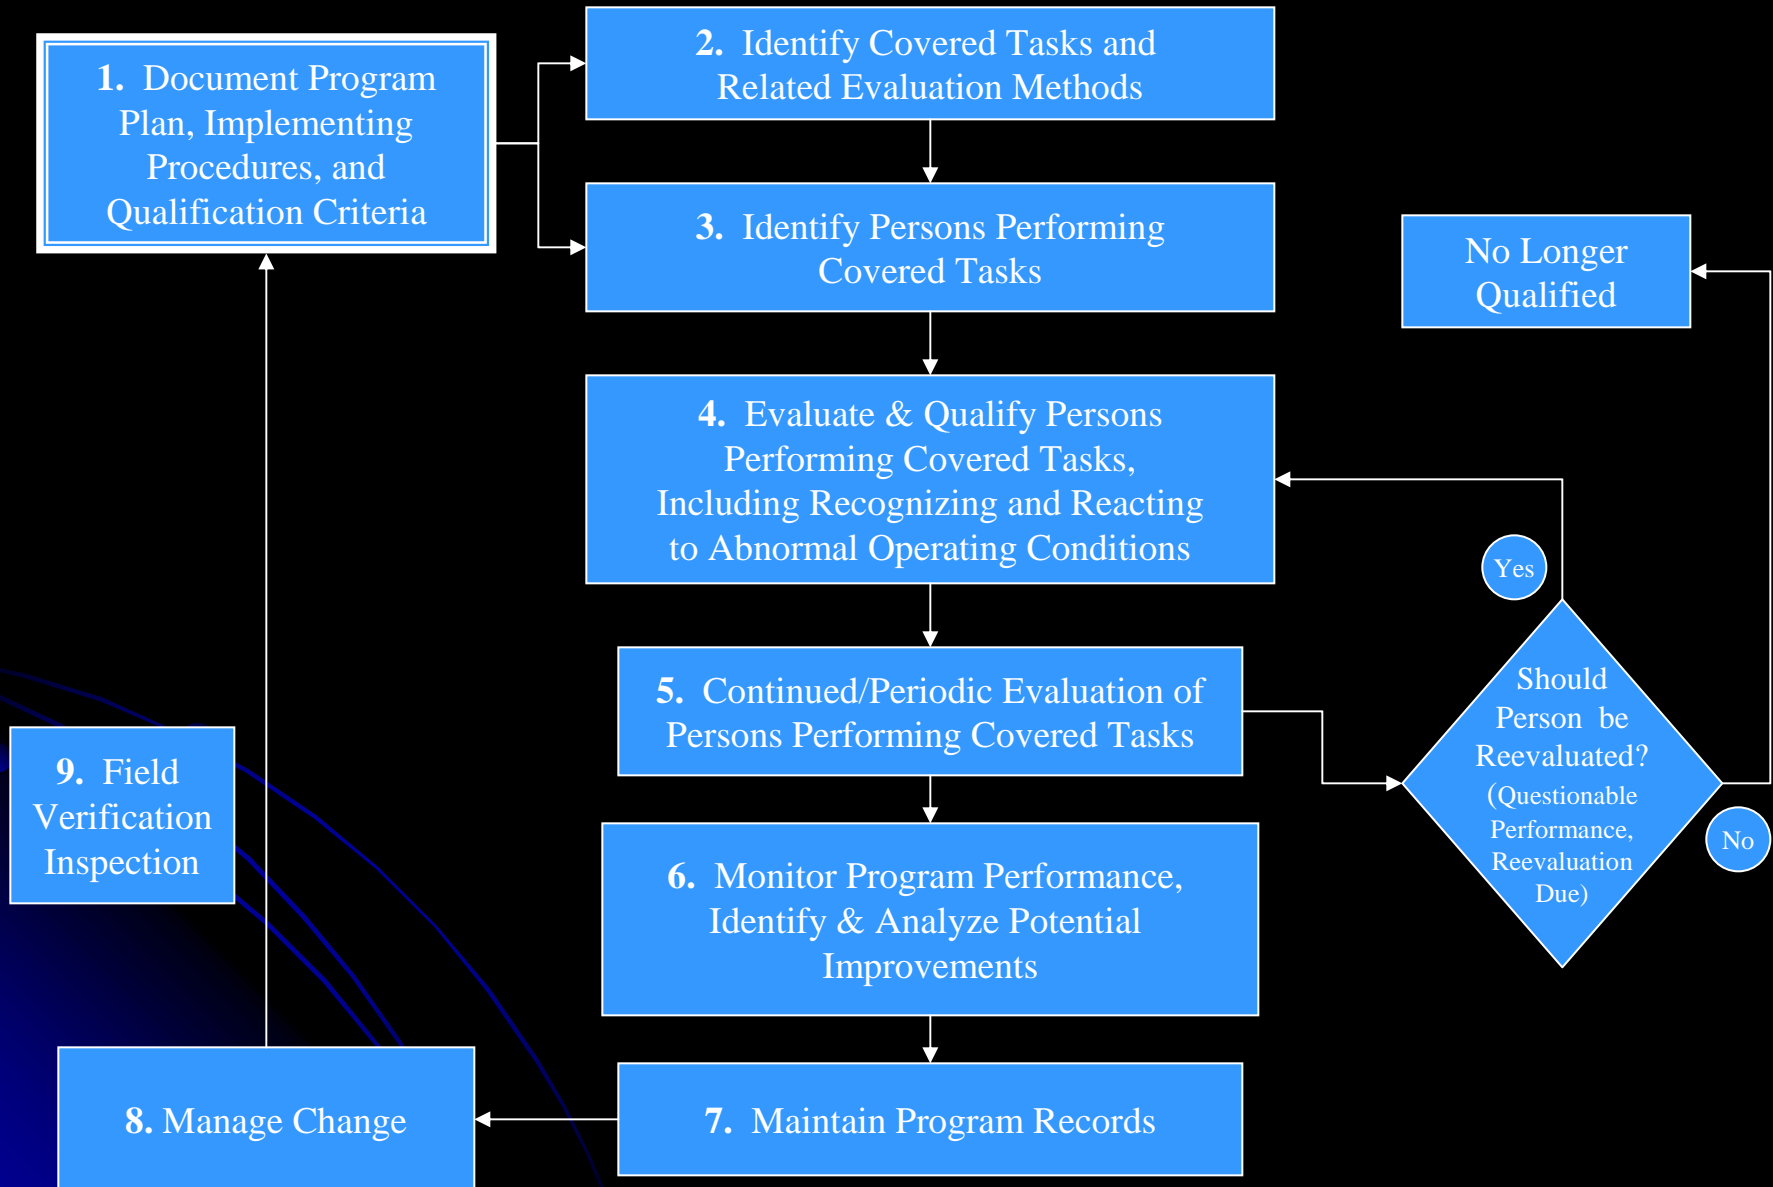 1. Document Program
Plan, Implementing
Procedures, and
Qualification Criteria
2. Identify Covered Tasks and
Related Evaluation Methods
3. Identify Persons Performing
Covered Tasks
No Longer
Qualified
4. Evaluate & Qualify Persons
Performing Covered Tasks,
Including Recognizing and Reacting
to Abnormal Operating Conditions
Yes
5. Continued/Periodic Evaluation of
Persons Performing Covered Tasks
Should
Person be
Reevaluated?
(Questionable
Performance,
Reevaluation
Due)
No
9. Field
Verification
Inspection
6. Monitor Program Performance,
Identify & Analyze Potential
Improvements
8. Manage Change
7. Maintain Program Records